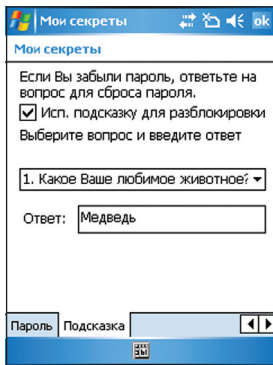 Мои секреты
ok
Мои секреты
Если Вы забыли пароль, ответьте на
вопрос для сброса пароля.
Исп. подсказку для разблокировки
Выберите вопрос и введите ответ
1. Какое Ваше любимое животное?
Ответ: Медведь
Пароль Подсказка